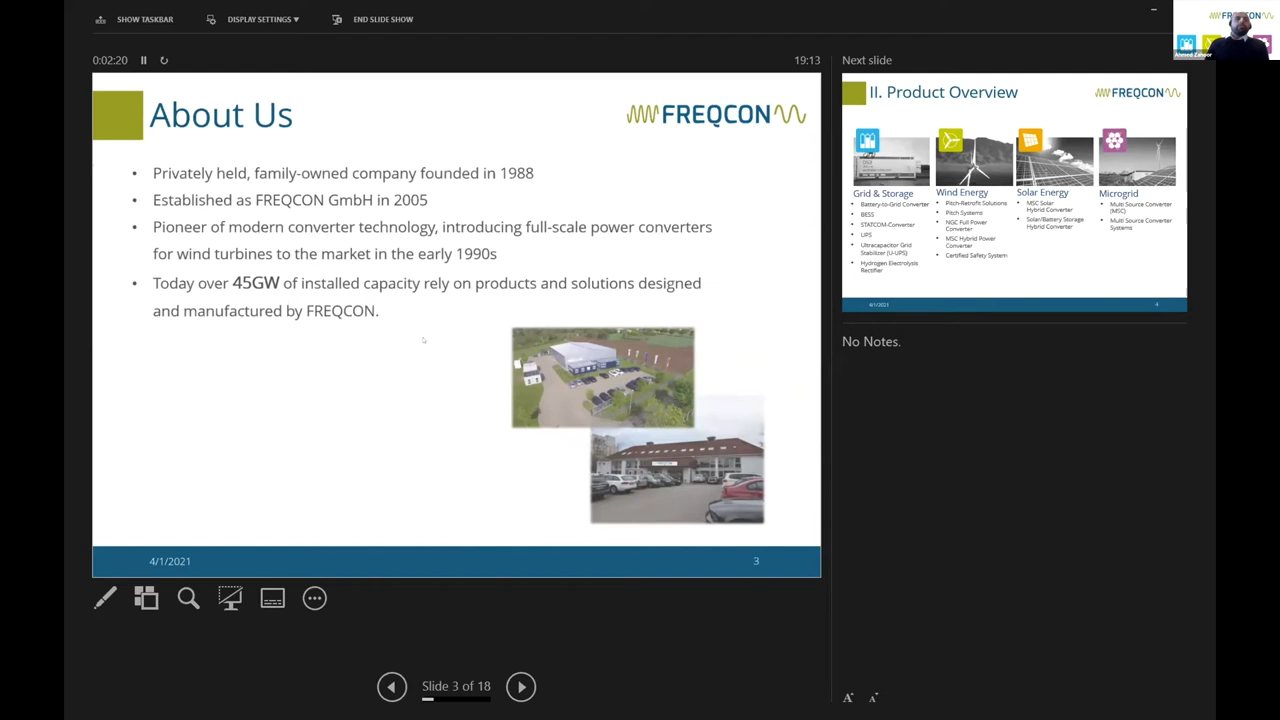 SHOW TASKBAR
DISPLAY SETTINGS ▼
END SLIDE SHOW
0:02:20
19:13
Next slide
About Us
FREQCON
• Privately held, family-owned company founded in 1988
• Established as FREQCON GmbH in 2005
• Pioneer of modern converter technology, introducing full-scale power converters
for wind turbines to the market in the early 1990s
• Today over 45GW of installed capacity rely on products and solutions designed
and manufactured by FREQCON.
4/1/2021
3
Slide 3 of 18
II. Product Overview
FREQCON
Grid & Storage
• Battery-to-Grid Converter
• BESS
• STATCOM-Converter
• UPS
• Ultracapacitor Grid
Stabilizer (U-UPS)
• Hydrogen Electrolysis
Rectifier
Wind Energy
• Pitch-Retrofit Solutions
• Pitch Systems
• NGC Full Power
Converter
• MSC Hybrid Power
Converter
• Certified Safety System
Solar Energy
• MSC Solar
Hybrid Converter
• Solar/Battery Storage
Hybrid Converter
Microgrid
• Multi Source Converter
(MSC)
• Multi Source Converter
Systems
4/1/2021
4
No Notes.
A
A
FREQCON
Ahmed Zahoor